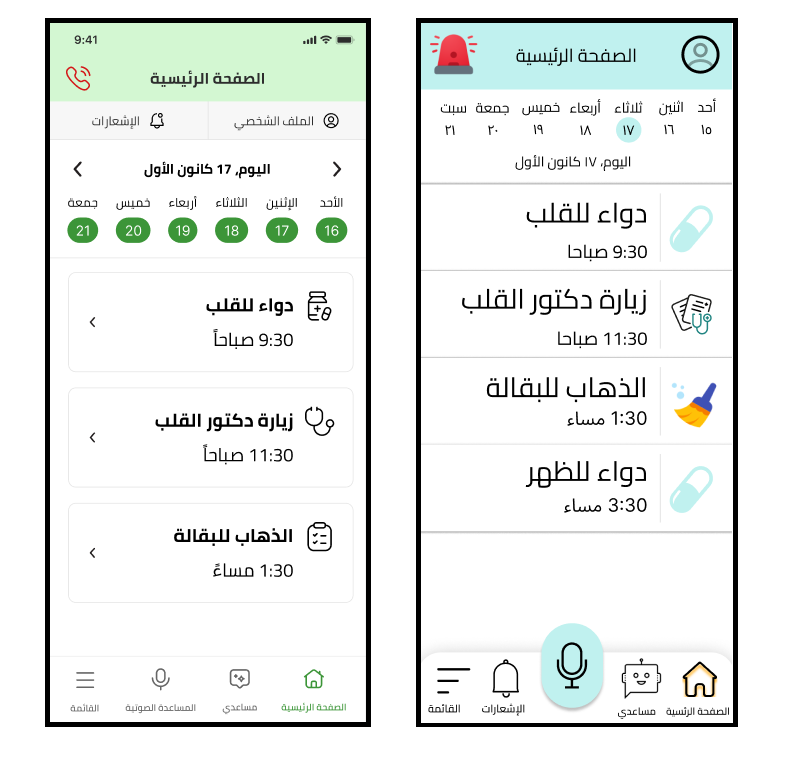 9:41
الصفحة الرئيسية
الملف الشخصي
الإشعارات
اليوم, 17 كانون الأول
الأحد الإثنين الثلاثاء أربعاء خميس جمعة
16 17 18 19 20 21
دواء للقلب
9:30 صباحاً
زيارة دكتور القلب
11:30 صباحاً
الذهاب للبقالة
1:30 مساءً
الصفحة الرئيسية مساعدي المساعدة الصوتية القائمة
الصفحة الرئيسية
أحد اثنين ثلاثاء أربعاء خميس جمعة سبت
١٥ ١٦ ١٧ ١٨ ١٩ ٢٠ ٢١
اليوم، ١٧ كانون الأول
دواء للقلب
9:30 صباحا
زيارة دكتور القلب
11:30 صباحا
الذهاب للبقالة
1:30 مساء
دواء للظهر
3:30 مساء
الصفحة الرئسية مساعدي الإشعارات القائمة